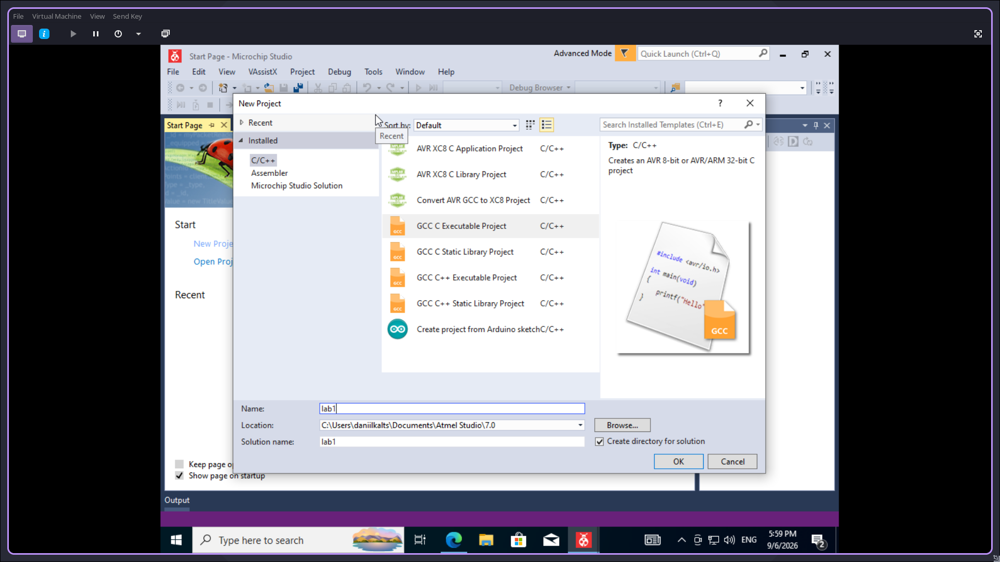 File Virtual Machine View Send Key
Start Page - Microchip Studio
Advanced Mode
Quick Launch (Ctrl+Q)
File Edit View VAssistX Project Debug Tools Window Help
Debug Browser
New Project
?
Start Page
Recent
Installed
C/C++
Assembler
Microchip Studio Solution
Sort by: Default
Recent
Search Installed Templates (Ctrl+E)
AVR XC8 C Application Project C/C++
AVR XC8 C Library Project C/C++
Convert AVR GCC to XC8 Project C/C++
GCC C Executable Project C/C++
GCC C Static Library Project C/C++
GCC C++ Executable Project C/C++
GCC C++ Static Library Project C/C++
Create project from Arduino sketch C/C++
GCC
GCC
GCC
GCC
Type: C/C++
Creates an AVR 8-bit or AVR/ARM 32-bit C
project
#include <avr/io.h>
int main(void)
{
printf("Hello"
}
GCC
Start
New Proje
Open Proj
Recent
Keep page o
Show page on startup
Name: lab1
Location: C:\Users\daniilkalts\Documents\Atmel Studio\7.0
Browse...
Solution name: lab1
Create directory for solution
OK Cancel
Output
Type here to search
ENG
5:59 PM
9/6/2026
2